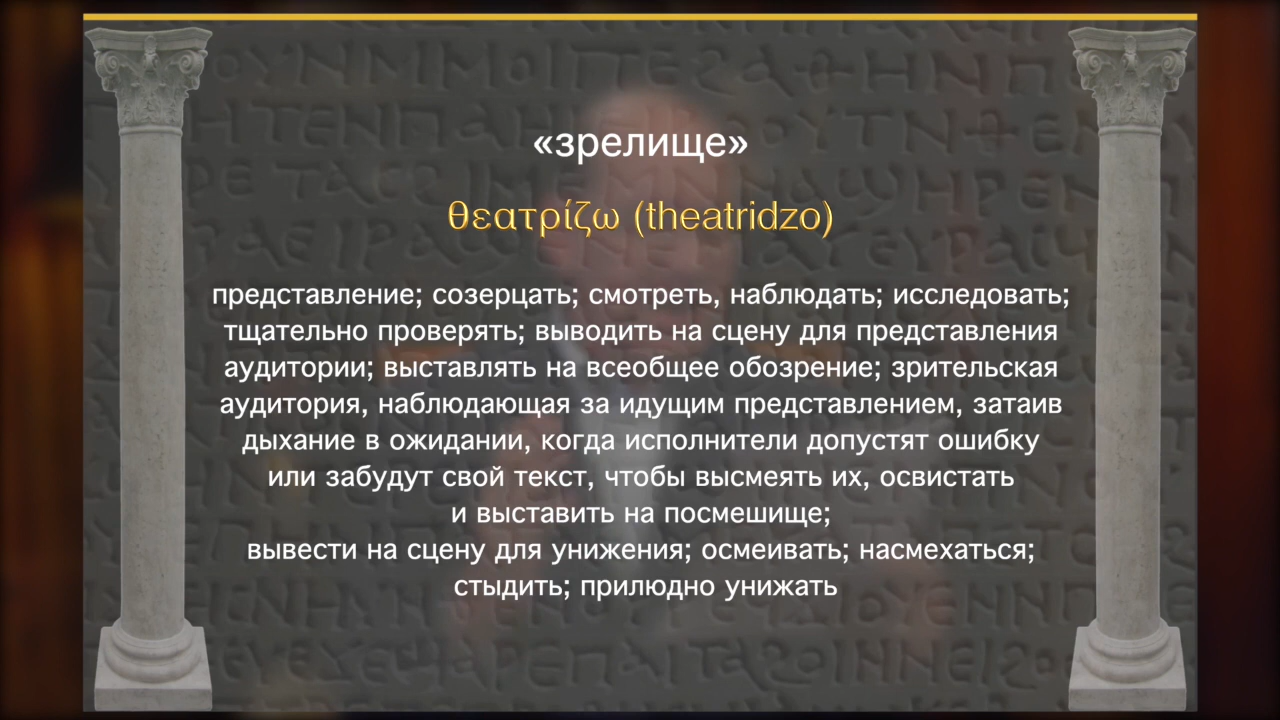 «зрелище»
θεατρίζω (theatridzo)
представление; созерцать; смотреть, наблюдать; исследовать;
тщательно проверять; выводить на сцену для представления
аудитории; выставлять на всеобщее обозрение; зрительская
аудитория, наблюдающая за идущим представлением, затаив
дыхание в ожидании, когда исполнители допустят ошибку
или забудут свой текст, чтобы высмеять их, освистать
и выставить на посмешище;
вывести на сцену для унижения; осмеивать; насмехаться;
стыдить; прилюдно унижать